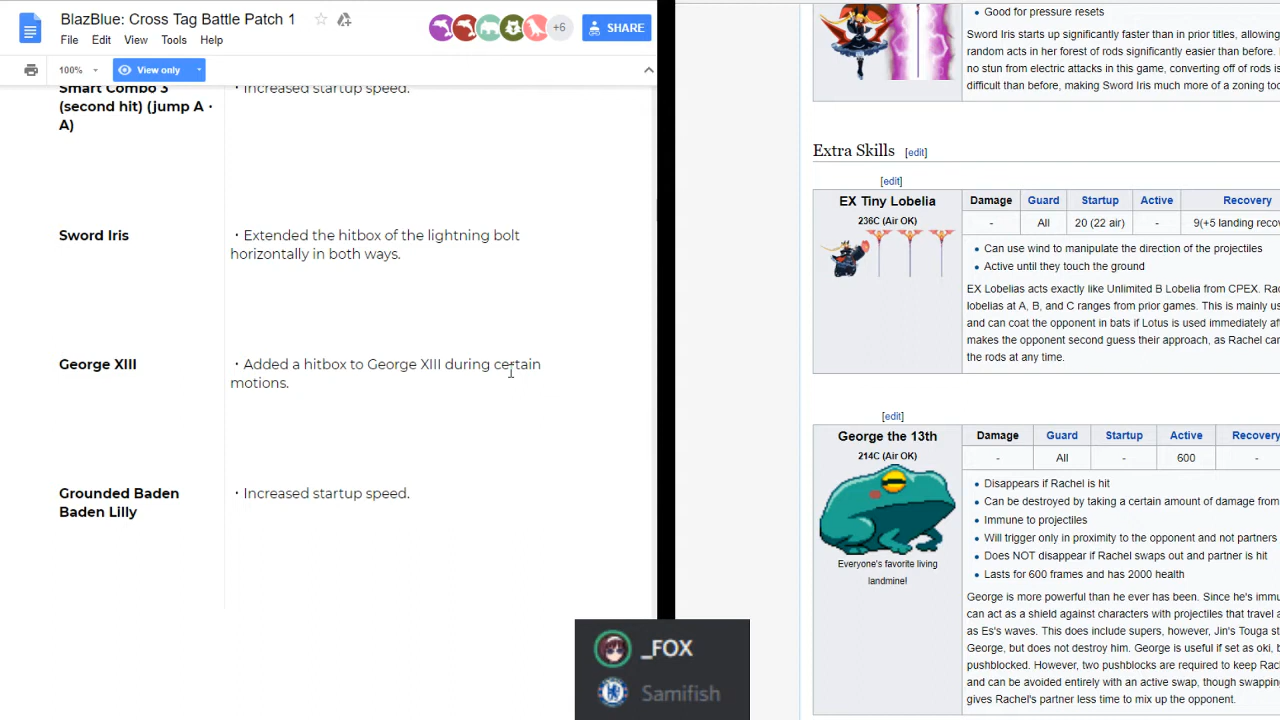 BlazBlue: Cross Tag Battle Patch 1
File Edit View Tools Help
+6
SHARE
100%
View only
Smart Combo 3
(second hit) (jump A ・
A)
・Increased startup speed.
Sword Iris
・Extended the hitbox of the lightning bolt
horizontally in both ways.
George XIII
・Added a hitbox to George XIII during certain
motions.
Grounded Baden
Baden Lilly
・Increased startup speed.
_FOX
Samifish
Good for pressure resets
Sword Iris starts up significantly faster than in prior titles, allowing
random acts in her forest of rods significantly easier than before.
no stun from electric attacks in this game, converting off of rods is
difficult than before, making Sword Iris much more of a zoning too
Extra Skills [edit]
[edit]
EX Tiny Lobelia
236C (Air OK)
Damage Guard Startup Active Recovery
- All 20 (22 air) - 9(+5 landing reco
Can use wind to manipulate the direction of the projectiles
Active until they touch the ground
EX Lobelias acts exactly like Unlimited B Lobelia from CPEX. Ra
lobelias at A, B, and C ranges from prior games. This is mainly us
and can coat the opponent in bats if Lotus is used immediately af
makes the opponent second guess their approach, as Rachel car
the rods at any time.
[edit]
George the 13th
214C (Air OK)
Everyone's favorite living
landmine!
Damage Guard Startup Active Recovery
- All - 600 -
Disappears if Rachel is hit
Can be destroyed by taking a certain amount of damage from
Immune to projectiles
Will trigger only in proximity to the opponent and not partners
Does NOT disappear if Rachel swaps out and partner is hit
Lasts for 600 frames and has 2000 health
George is more powerful than he ever has been. Since he's immu
can act as a shield against characters with projectiles that travel a
as Es's waves. This does include supers, however, Jin's Touga st
George, but does not destroy him. George is useful if set as oki, b
pushblocked. However, two pushblocks are required to keep Rac
and can be avoided entirely with an active swap, though swapping
gives Rachel's partner less time to mix up the opponent.